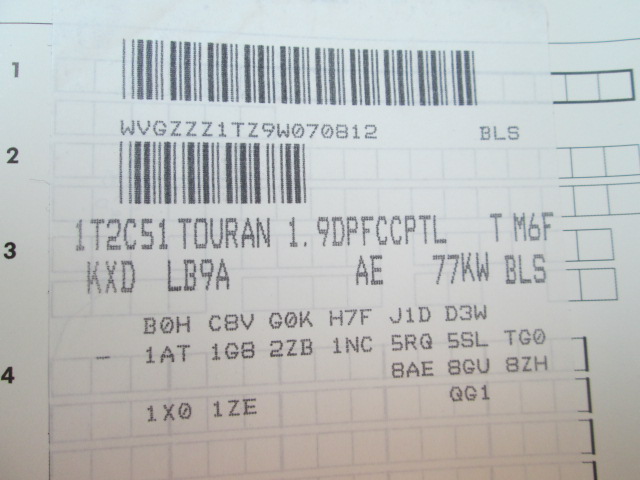 1
WVGZZZ1TZ9W070812 BLS
2
1T2C51 TOURAN 1.9DPFCCPTL T M6F
3
KXD LB9A AE 77KW BLS
B0H C8V G0K H7F J1D D3W
- 1AT 1G8 2ZB 1NC 5RQ 5SL TG0
4
8AE 8GU 8ZH
1X0 1ZE QG1